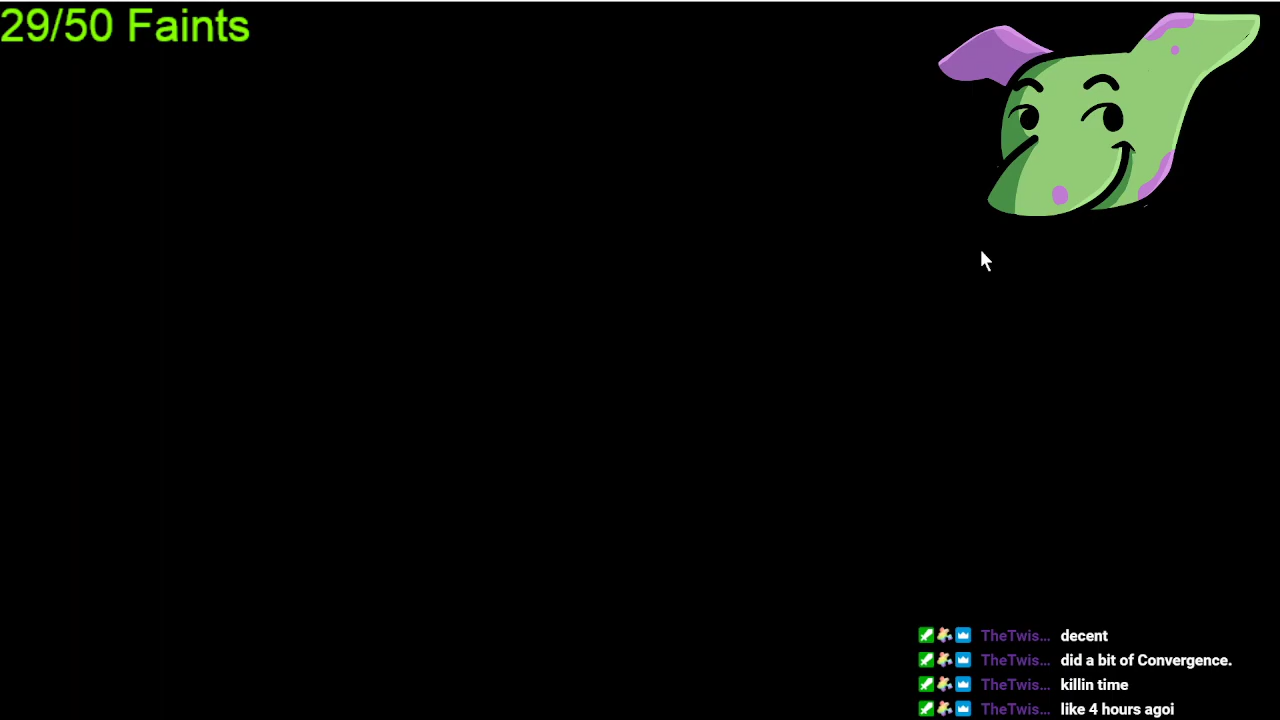 29/50 Faints
TheTwis... decent
TheTwis... did a bit of Convergence.
TheTwis... killin time
TheTwis... like 4 hours agoi